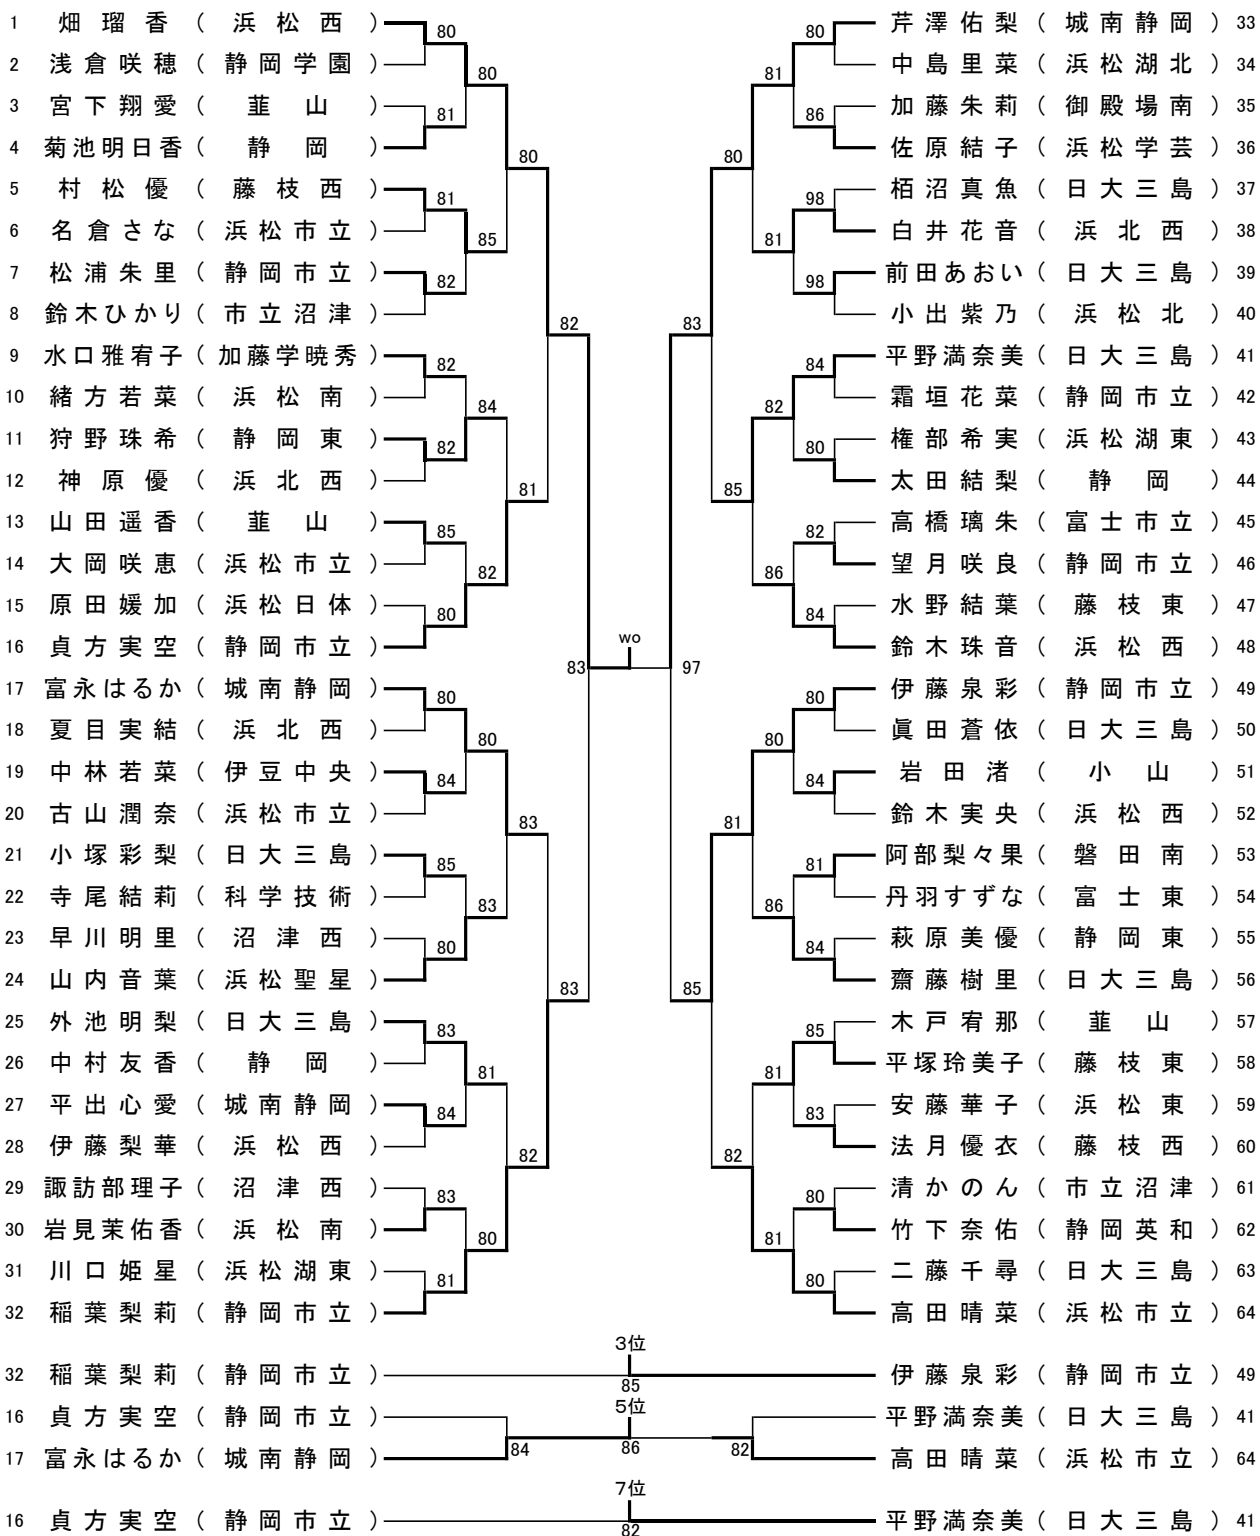 1 畑瑠香 ( 浜松西 )
2 浅倉咲穂 ( 静岡学園 )
3 宮下翔愛 ( 韮山 )
4 菊池明日香 ( 静岡 )
5 村松優 ( 藤枝西 )
6 名倉さな ( 浜松市立 )
7 松浦朱里 ( 静岡市立 )
8 鈴木ひかり ( 市立沼津 )
9 水口雅宥子 ( 加藤学暁秀 )
10 緒方若菜 ( 浜松南 )
11 狩野珠希 ( 静岡東 )
12 神原優 ( 浜北西 )
13 山田遥香 ( 韮山 )
14 大岡咲恵 ( 浜松市立 )
15 原田媛加 ( 浜松日体 )
16 貞方実空 ( 静岡市立 )
17 富永はるか ( 城南静岡 )
18 夏目実結 ( 浜北西 )
19 中林若菜 ( 伊豆中央 )
20 古山潤奈 ( 浜松市立 )
21 小塚彩梨 ( 日大三島 )
22 寺尾結莉 ( 科学技術 )
23 早川明里 ( 沼津西 )
24 山内音葉 ( 浜松聖星 )
25 外池明梨 ( 日大三島 )
26 中村友香 ( 静岡 )
27 平出心愛 ( 城南静岡 )
28 伊藤梨華 ( 浜松西 )
29 諏訪部理子 ( 沼津西 )
30 岩見茉佑香 ( 浜松南 )
31 川口姫星 ( 浜松湖東 )
32 稲葉梨莉 ( 静岡市立 )
80
81
81
82
82
82
85
80
80
84
85
80
83
84
83
81
80
85
84
82
80
83
81
80
80
81
83
82
82
83
83
wo
97
83
85
80
85
81
82
81
81
82
86
80
86
81
81
80
86
98
98
84
80
82
84
80
84
81
84
85
83
80
80
芹澤佑梨 ( 城南静岡 ) 33
中島里菜 ( 浜松湖北 ) 34
加藤朱莉 ( 御殿場南 ) 35
佐原結子 ( 浜松学芸 ) 36
栢沼真魚 ( 日大三島 ) 37
白井花音 ( 浜北西 ) 38
前田あおい ( 日大三島 ) 39
小出紫乃 ( 浜松北 ) 40
平野満奈美 ( 日大三島 ) 41
霜垣花菜 ( 静岡市立 ) 42
権部希実 ( 浜松湖東 ) 43
太田結梨 ( 静岡 ) 44
高橋璃朱 ( 富士市立 ) 45
望月咲良 ( 静岡市立 ) 46
水野結葉 ( 藤枝東 ) 47
鈴木珠音 ( 浜松西 ) 48
伊藤泉彩 ( 静岡市立 ) 49
眞田蒼依 ( 日大三島 ) 50
岩田渚 ( 小山 ) 51
鈴木実央 ( 浜松西 ) 52
阿部梨々果 ( 磐田南 ) 53
丹羽すずな ( 富士東 ) 54
萩原美優 ( 静岡東 ) 55
齋藤樹里 ( 日大三島 ) 56
木戸宥那 ( 韮山 ) 57
平塚玲美子 ( 藤枝東 ) 58
安藤華子 ( 浜松東 ) 59
法月優衣 ( 藤枝西 ) 60
清かのん ( 市立沼津 ) 61
竹下奈佑 ( 静岡英和 ) 62
二藤千尋 ( 日大三島 ) 63
高田晴菜 ( 浜松市立 ) 64
3位
32 稲葉梨莉 ( 静岡市立 ) 85 伊藤泉彩 ( 静岡市立 ) 49
5位
16 貞方実空 ( 静岡市立 ) 平野満奈美 ( 日大三島 ) 41
84 86 82
17 富永はるか ( 城南静岡 ) 高田晴菜 ( 浜松市立 ) 64
7位
16 貞方実空 ( 静岡市立 ) 82 平野満奈美 ( 日大三島 ) 41